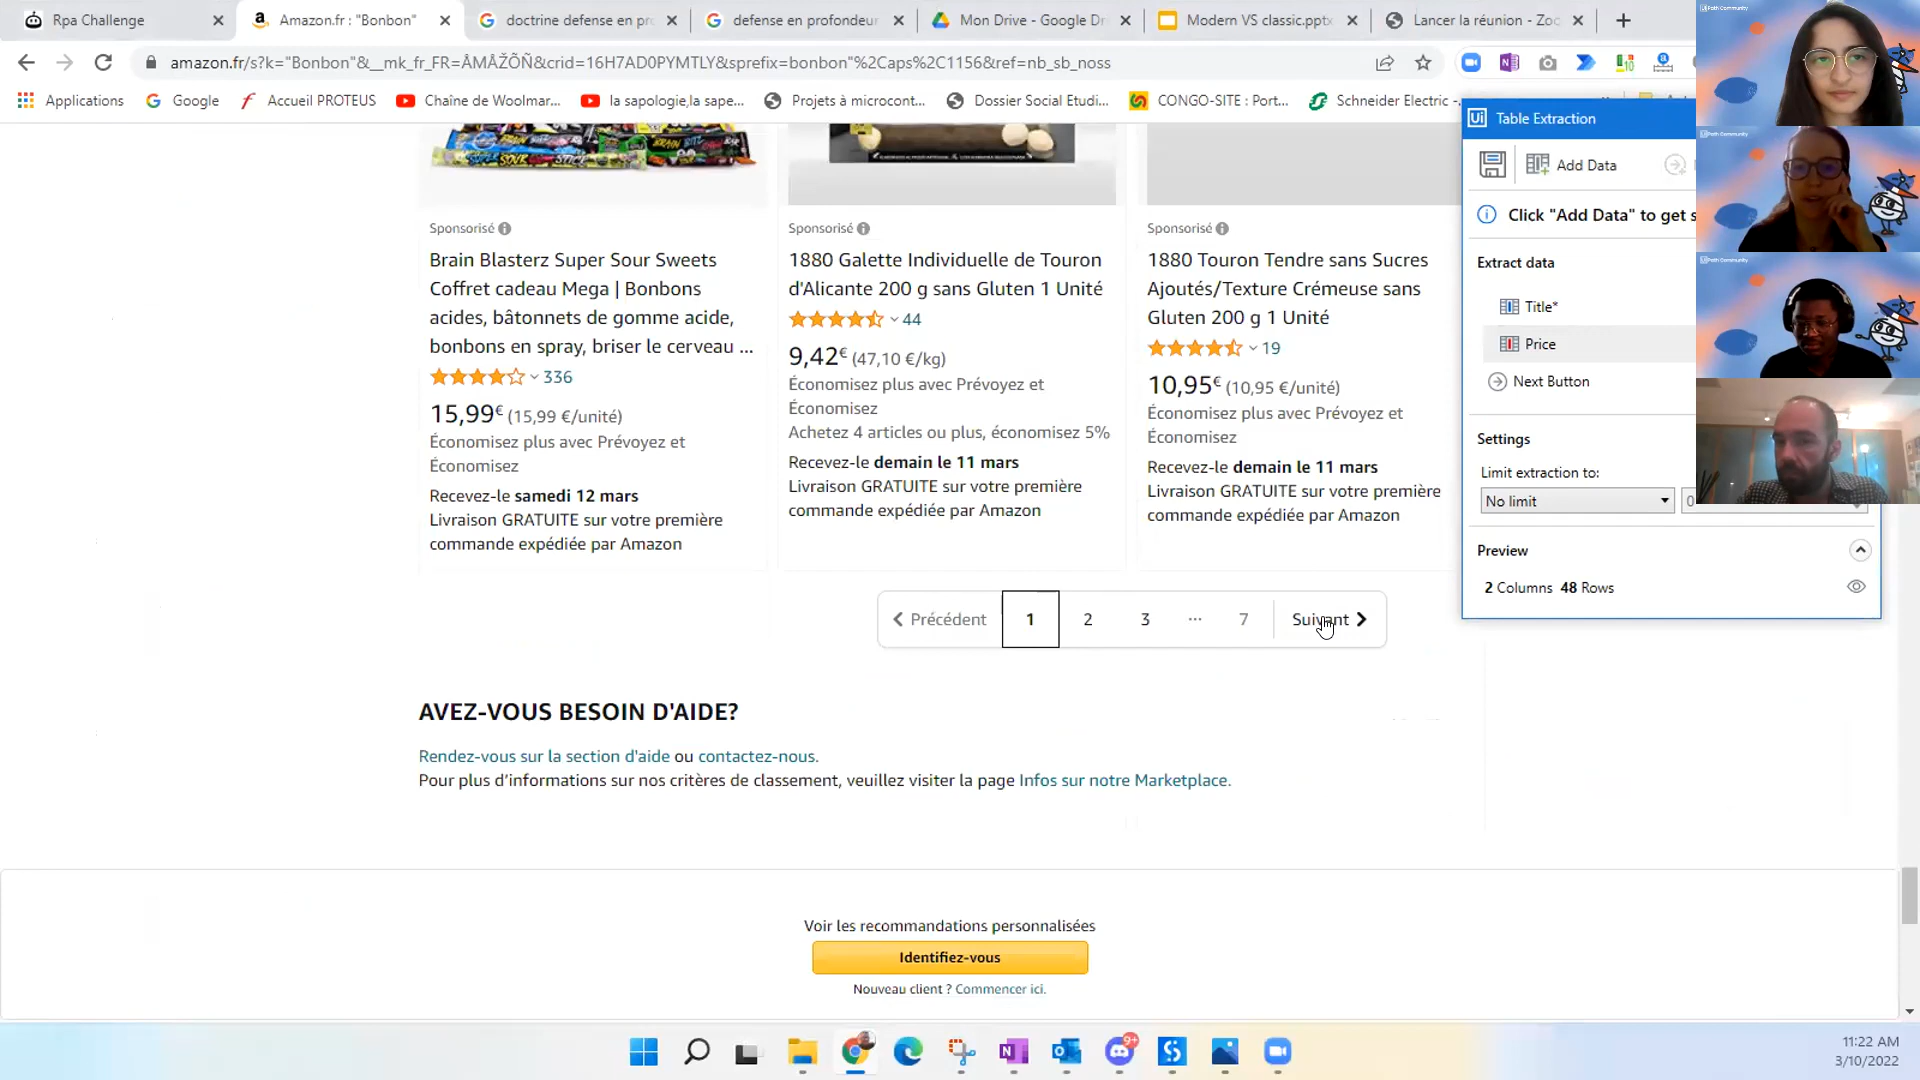 Rpa Challenge
Amazon.fr : "Bonbon"
doctrine defense en pr
defense en profondeur
Mon Drive - Google Dri
Modern VS classic.pptx
Lancer la réunion - Zoo
amazon.fr/s?k="Bonbon"&__mk_fr_FR=ÅMÅŽÕÑ&crid=16H7AD0PYMTLY&sprefix=bonbon"%2Caps%2C1156&ref=nb_sb_noss
Applications
Google
Accueil PROTEUS
Chaîne de Woolmar...
la sapologie,la sape...
Projets à microcont...
Dossier Social Etudi...
CONGO-SITE : Port...
Schneider Electric -
Sponsorisé
Brain Blasterz Super Sour Sweets
Coffret cadeau Mega | Bonbons
acides, bâtonnets de gomme acide,
bonbons en spray, briser le cerveau ...
336
15,99€ (15,99 €/unité)
Économisez plus avec Prévoyez et
Économisez
Recevez-le samedi 12 mars
Livraison GRATUITE sur votre première
commande expédiée par Amazon
Sponsorisé
1880 Galette Individuelle de Touron
d'Alicante 200 g sans Gluten 1 Unité
44
9,42€ (47,10 €/kg)
Économisez plus avec Prévoyez et
Économisez
Achetez 4 articles ou plus, économisez 5%
Recevez-le demain le 11 mars
Livraison GRATUITE sur votre première
commande expédiée par Amazon
Sponsorisé
1880 Touron Tendre sans Sucres
Ajoutés/Texture Crémeuse sans
Gluten 200 g 1 Unité
19
10,95€ (10,95 €/unité)
Économisez plus avec Prévoyez et
Économisez
Recevez-le demain le 11 mars
Livraison GRATUITE sur votre première
commande expédiée par Amazon
Précédent 1 2 3 ... 7 Suivant
AVEZ-VOUS BESOIN D'AIDE?
Rendez-vous sur la section d'aide ou contactez-nous.
Pour plus d'informations sur nos critères de classement, veuillez visiter la page Infos sur notre Marketplace.
Voir les recommandations personnalisées
Identifiez-vous
Nouveau client ? Commencer ici.
Ui Table Extraction
Add Data
Click "Add Data" to get s
Extract data
Title*
Price
Next Button
Settings
Limit extraction to:
No limit
0
Preview
2 Columns 48 Rows
9+
11:22 AM
3/10/2022